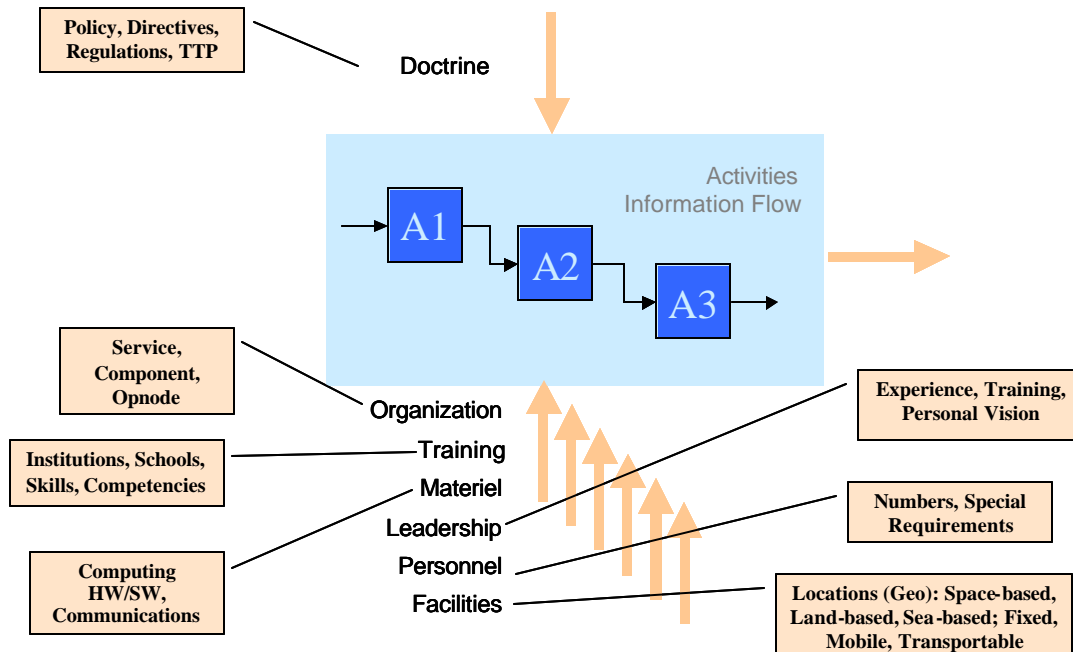 Policy, Directives,
Regulations, TTP
Doctrine
Activities
Information Flow
A1
A2
A3
Service,
Component,
Opnode
Organization
Experience, Training,
Personal Vision
Institutions, Schools,
Skills, Competencies
Training
Materiel
Leadership
Numbers, Special
Requirements
Personnel
Computing
HW/SW,
Communications
Facilities
Locations (Geo): Space-based,
Land-based, Sea-based; Fixed,
Mobile, Transportable